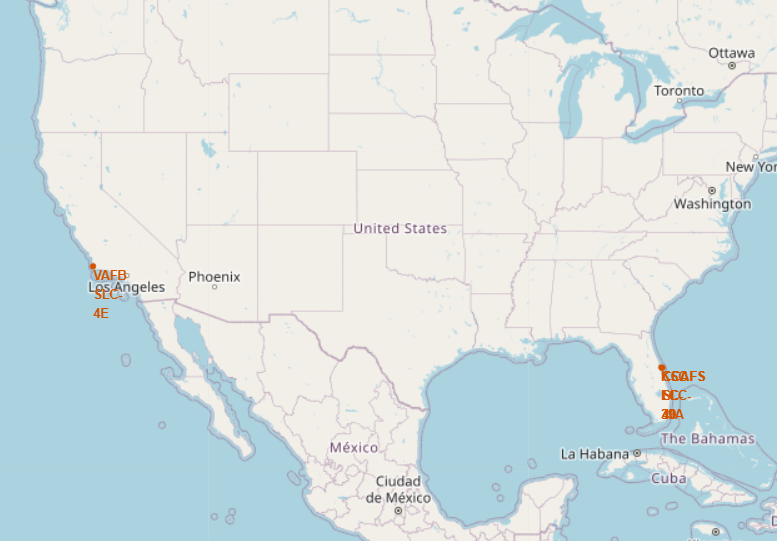 Ottawa
Toronto
New Yor
Washington
United States
VAFB
SLC-
4E
Los Angeles
Phoenix
The Bahamas
La Habana
Cuba
México
Ciudad
de México